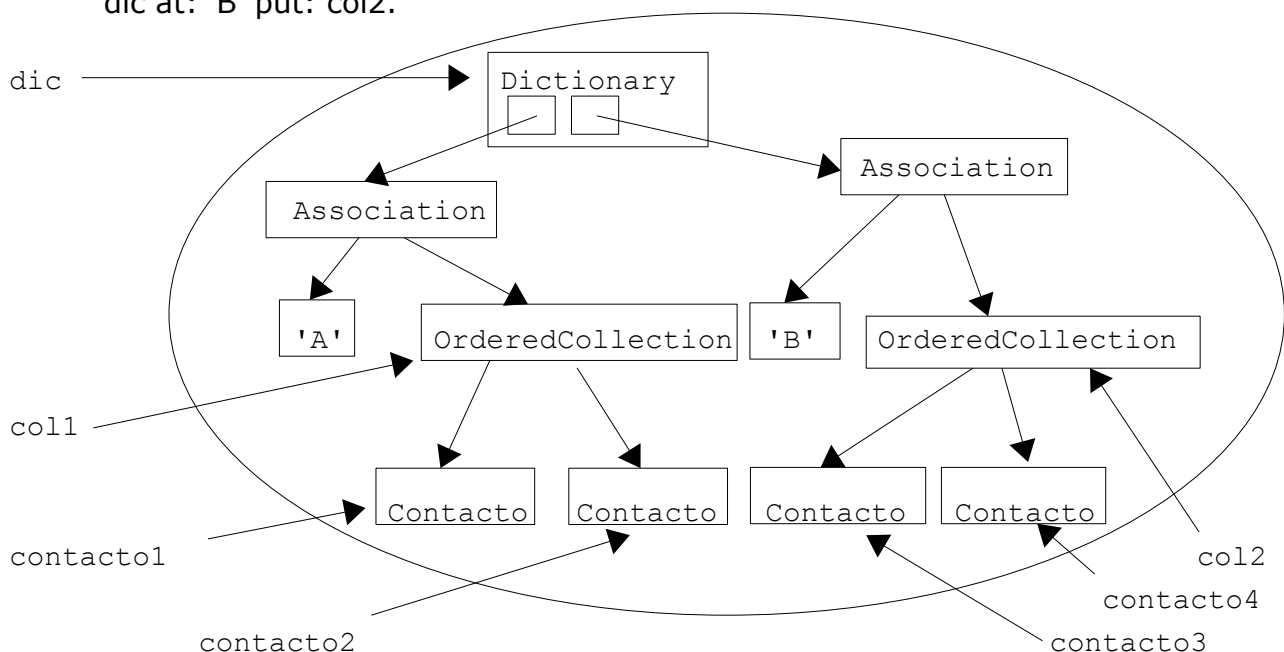 dic at: 'B' put: col2.
dic
Dictionary
Association
Association
'A'
OrderedCollection
'B'
OrderedCollection
col1
Contacto
Contacto
Contacto
Contacto
contacto1
col2
contacto4
contacto2
contacto3